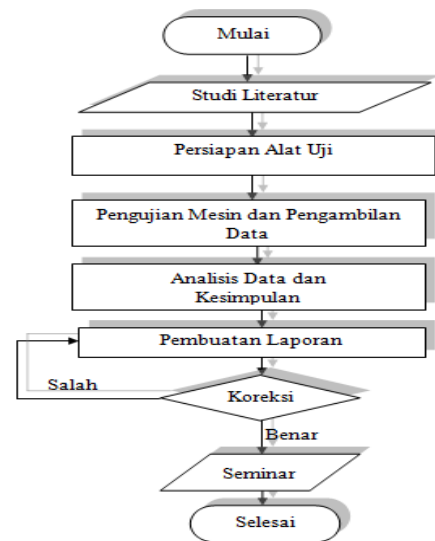 Mulai
Studi Literatur
Persiapan Alat Uji
Pengujian Mesin dan Pengambilan
Data
Analisis Data dan
Kesimpulan
Pembuatan Laporan
Salah
Koreksi
Benar
Seminar
Selesai